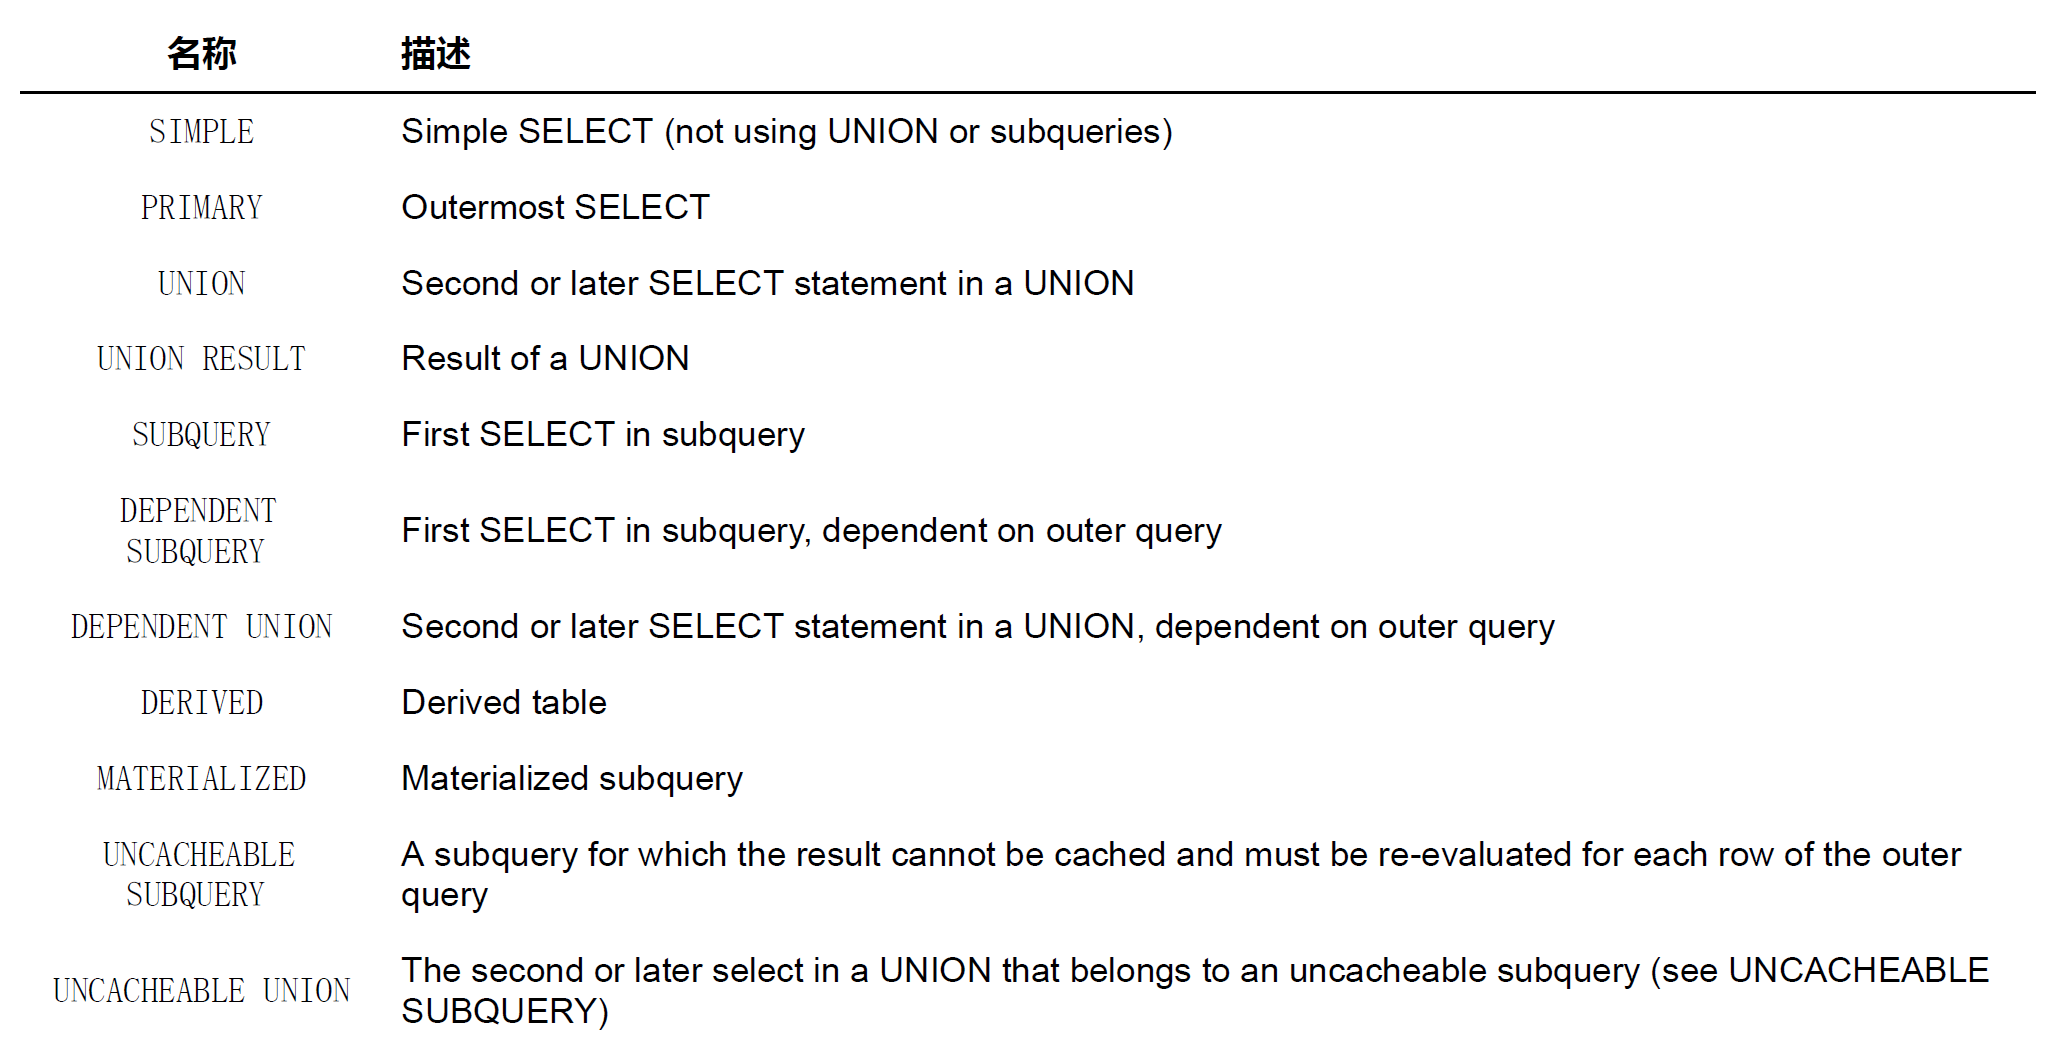 名称 描述
SIMPLE Simple SELECT (not using UNION or subqueries)
PRIMARY Outermost SELECT
UNION Second or later SELECT statement in a UNION
UNION RESULT Result of a UNION
SUBQUERY First SELECT in subquery
DEPENDENT
SUBQUERY
First SELECT in subquery, dependent on outer query
DEPENDENT UNION Second or later SELECT statement in a UNION, dependent on outer query
DERIVED Derived table
MATERIALIZED Materialized subquery
UNCACHEABLE
SUBQUERY
A subquery for which the result cannot be cached and must be re-evaluated for each row of the outer
query
UNCACHEABLE UNION
The second or later select in a UNION that belongs to an uncacheable subquery (see UNCACHEABLE
SUBQUERY)